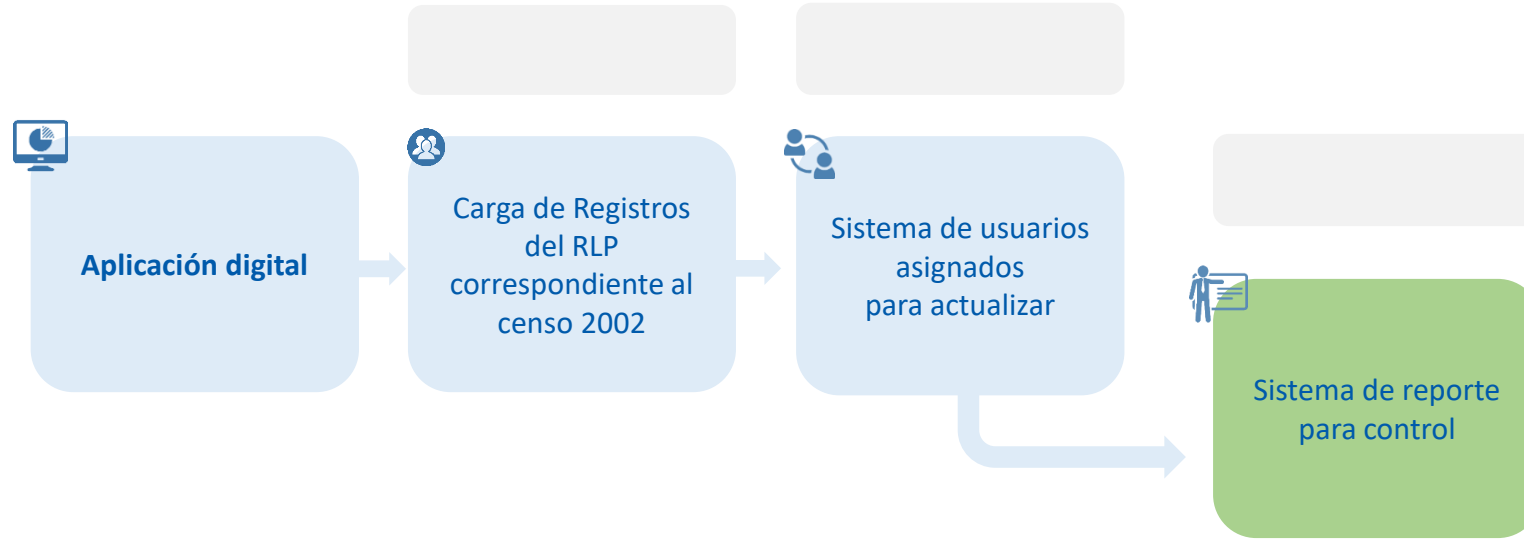 Aplicación digital
Carga de Registros
del RLP
correspondiente al
censo 2002
Sistema de usuarios
asignados
para actualizar
Sistema de reporte
para control